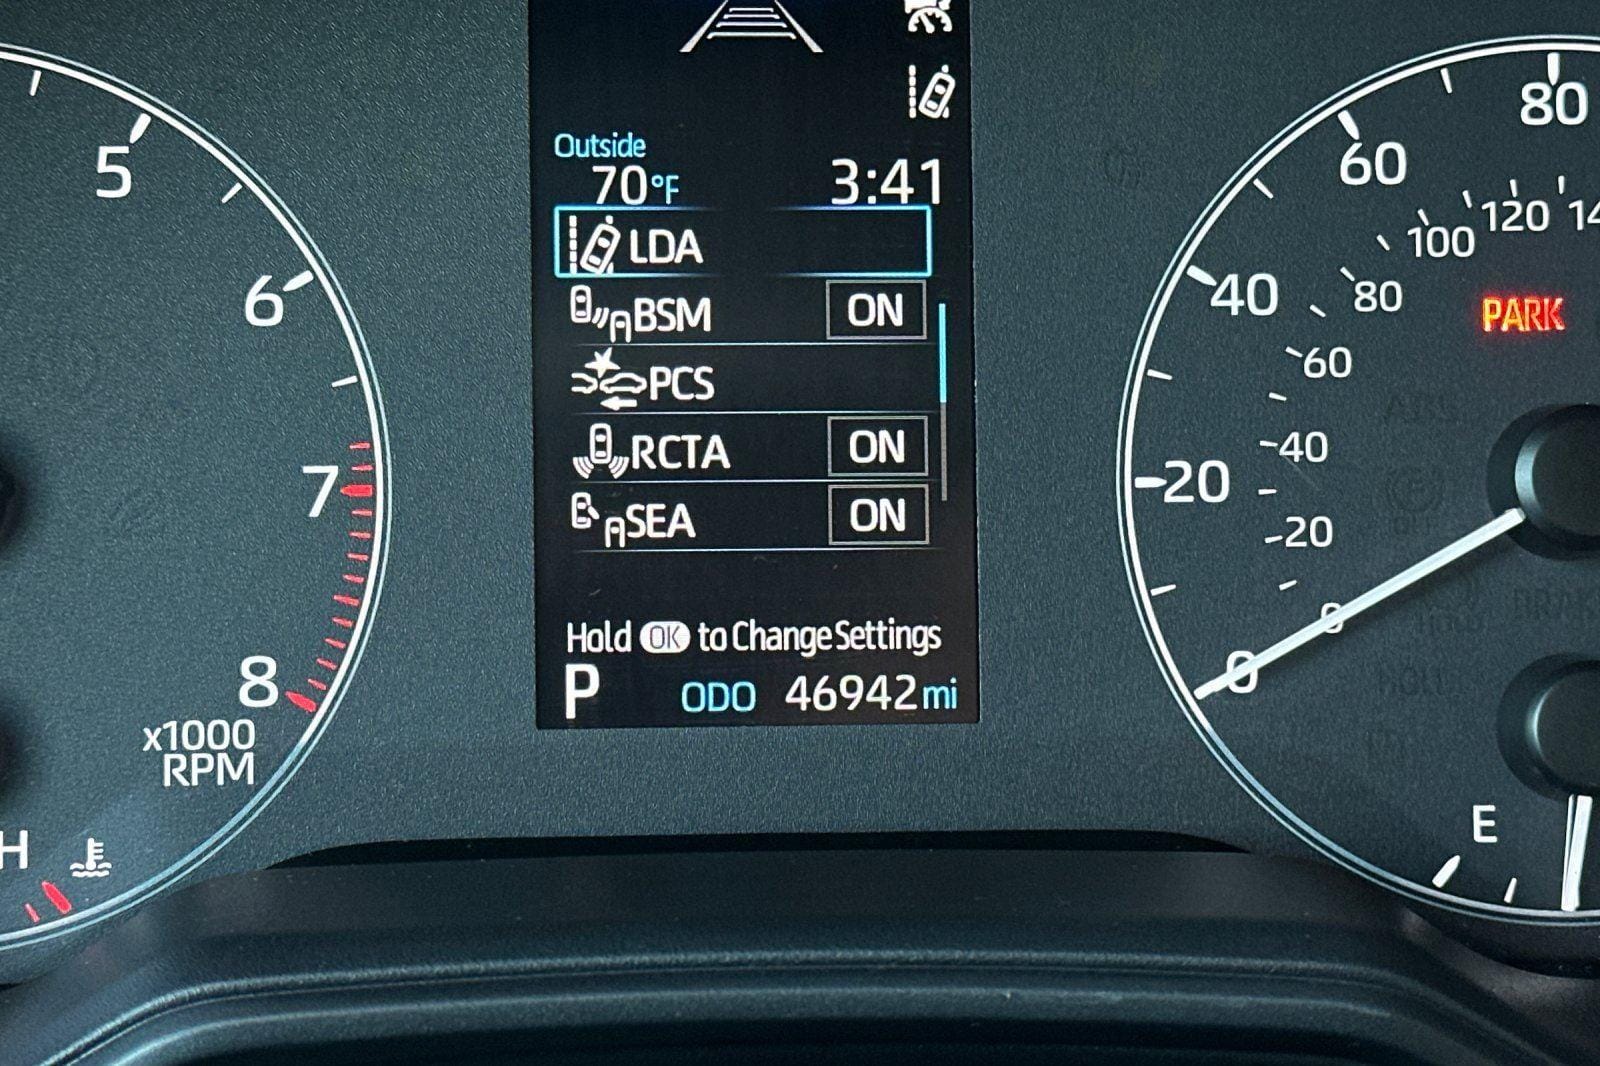 Outside
70°F 3:41
LDA
BSM ON
PCS
RCTA ON
SEA ON
Hold OK to Change Settings
P ODO 46942 mi
5
6
7
8
x1000
RPM
H
80
60
40
20
0
120
100
80
60
40
20
0
PARK
E